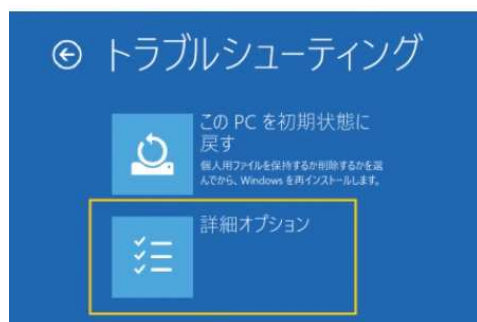 トラブルシューティング
この PC を初期状態に
戻す
個人用ファイルを保持するか削除するかを選
んでから、Windows を再インストールします。
詳細オプション